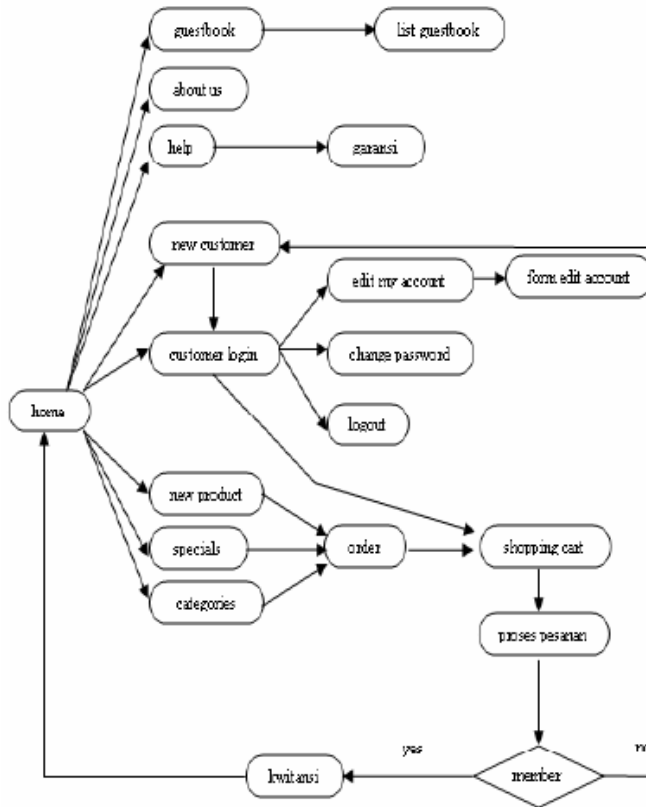 guestbook
list guestbook
about us
help
garansi
new customer
edit my account
form edit account
customer login
change password
home
logout
new product
specials
order
shopping cart
categories
proses pesanan
yes
kwitansi
member